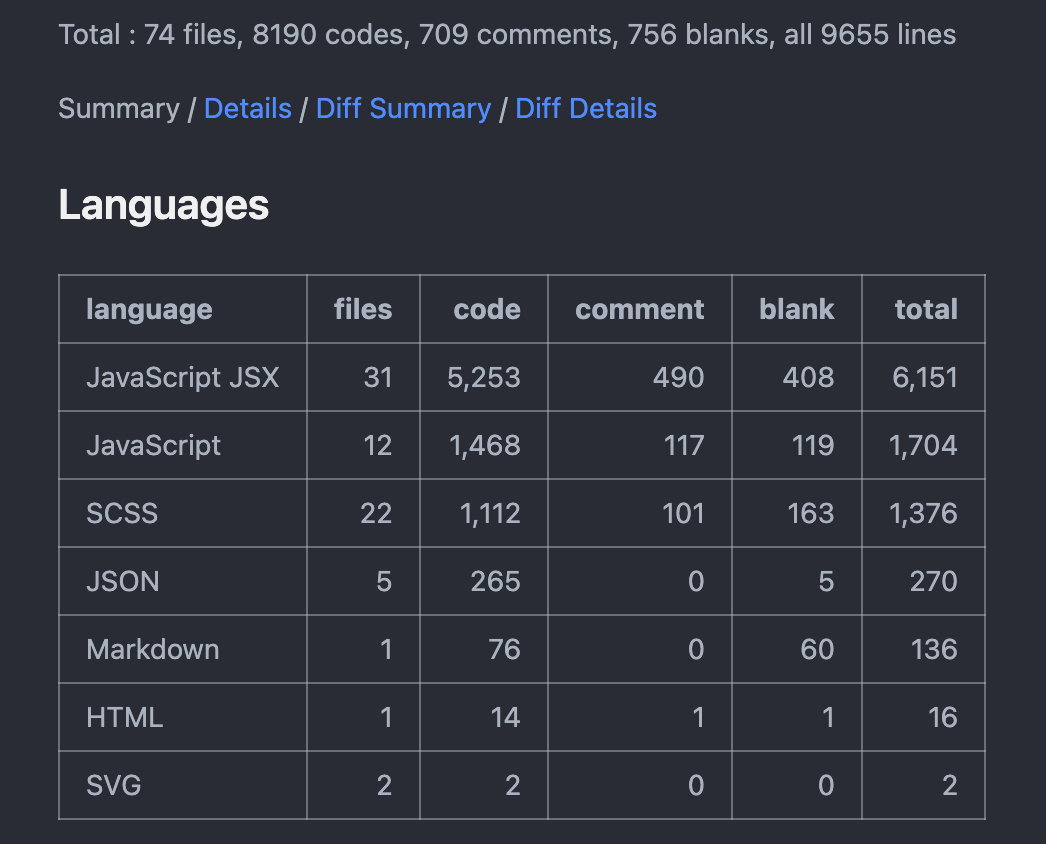 Total : 74 files, 8190 codes, 709 comments, 756 blanks, all 9655 lines
Summary / Details / Diff Summary / Diff Details
Languages
language files code comment blank total
JavaScript JSX 31 5,253 490 408 6,151
JavaScript 12 1,468 117 119 1,704
SCSS 22 1,112 101 163 1,376
JSON 5 265 0 5 270
Markdown 1 76 0 60 136
HTML 1 14 1 1 16
SVG 2 2 0 0 2